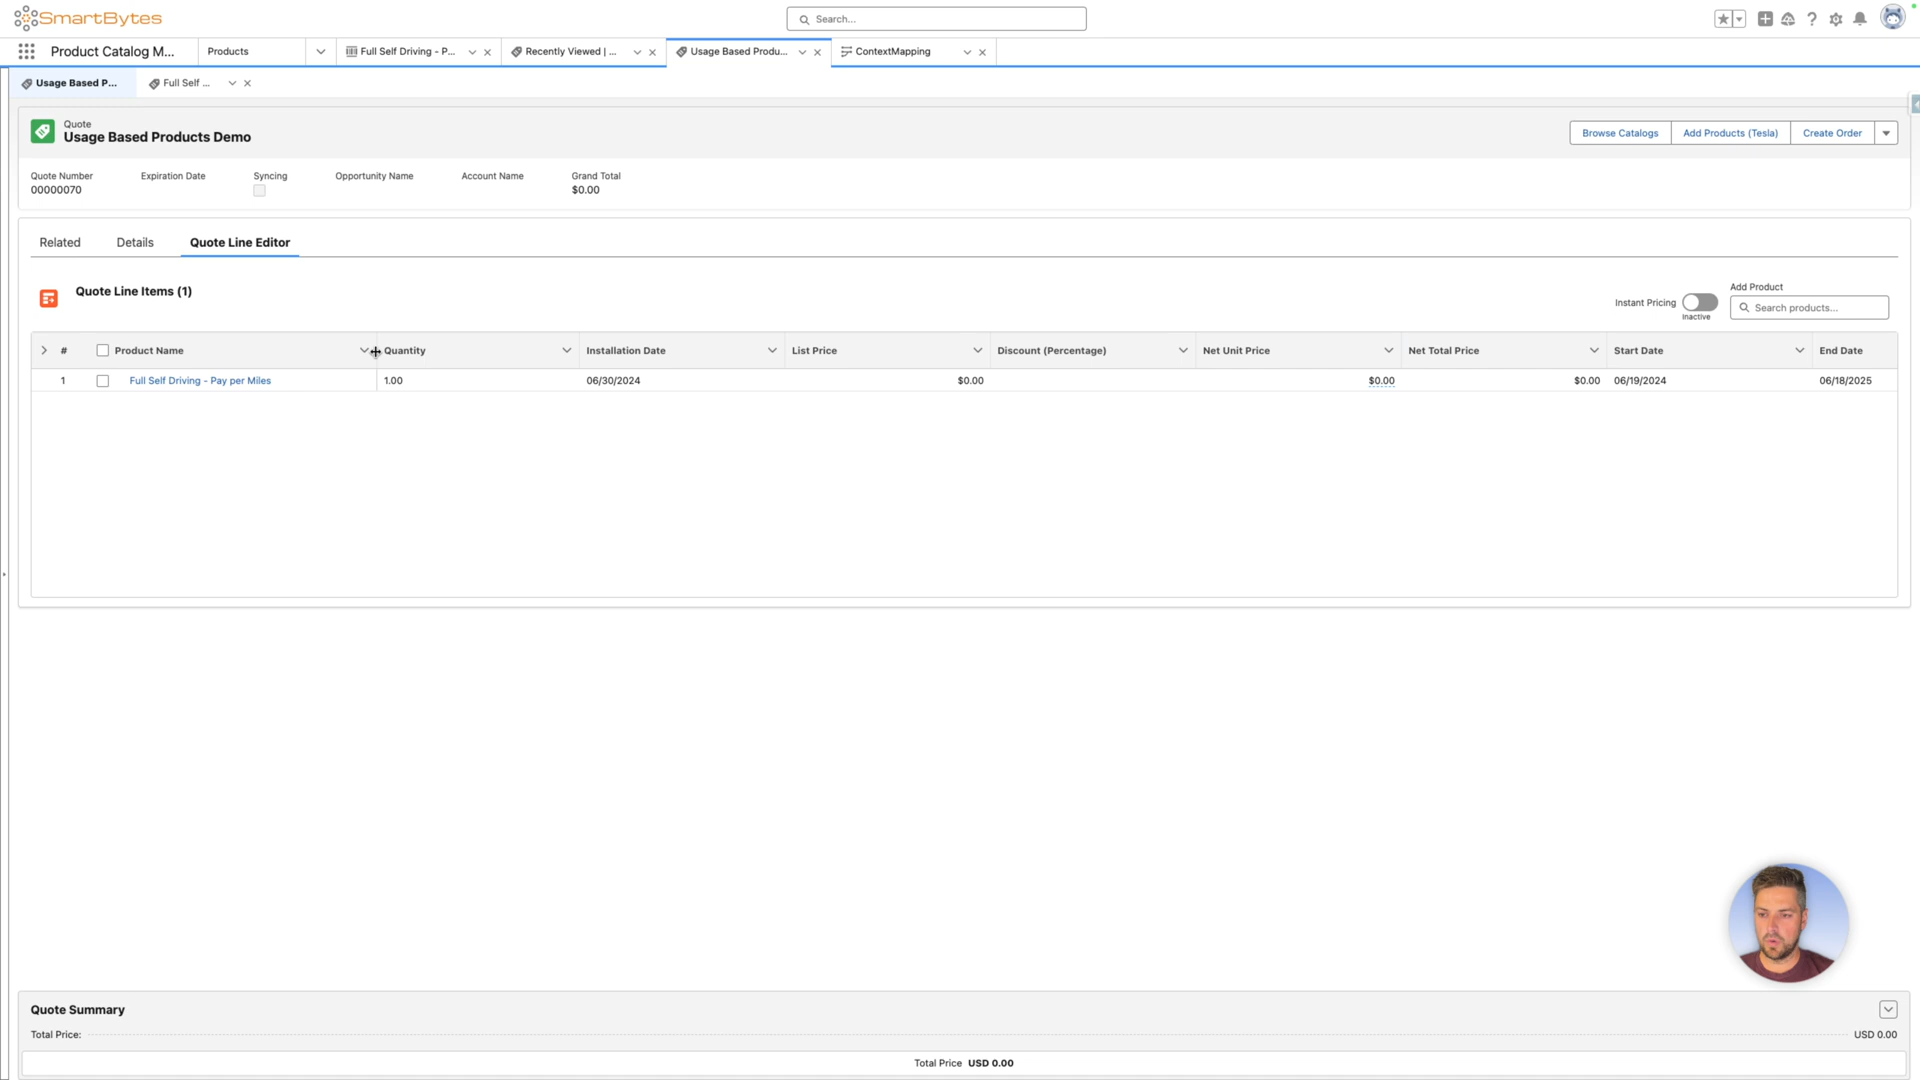 SmartBytes
Search...
Product Catalog M...
Products
Full Self Driving - P...
Recently Viewed | ...
Usage Based Produ...
ContextMapping
Usage Based P...
Full Self ...
Quote
Usage Based Products Demo
Browse Catalogs
Add Products (Tesla)
Create Order
Quote Number
Expiration Date
Syncing
Opportunity Name
Account Name
Grand Total
00000070
$0.00
Related
Details
Quote Line Editor
Quote Line Items (1)
Instant Pricing
Inactive
Add Product
Search products...
#
Product Name
Quantity
Installation Date
List Price
Discount (Percentage)
Net Unit Price
Net Total Price
Start Date
End Date
1
Full Self Driving - Pay per Miles
1.00
06/30/2024
$0.00
$0.00
$0.00
06/19/2024
06/18/2025
Quote Summary
Total Price:
USD 0.00
Total Price USD 0.00